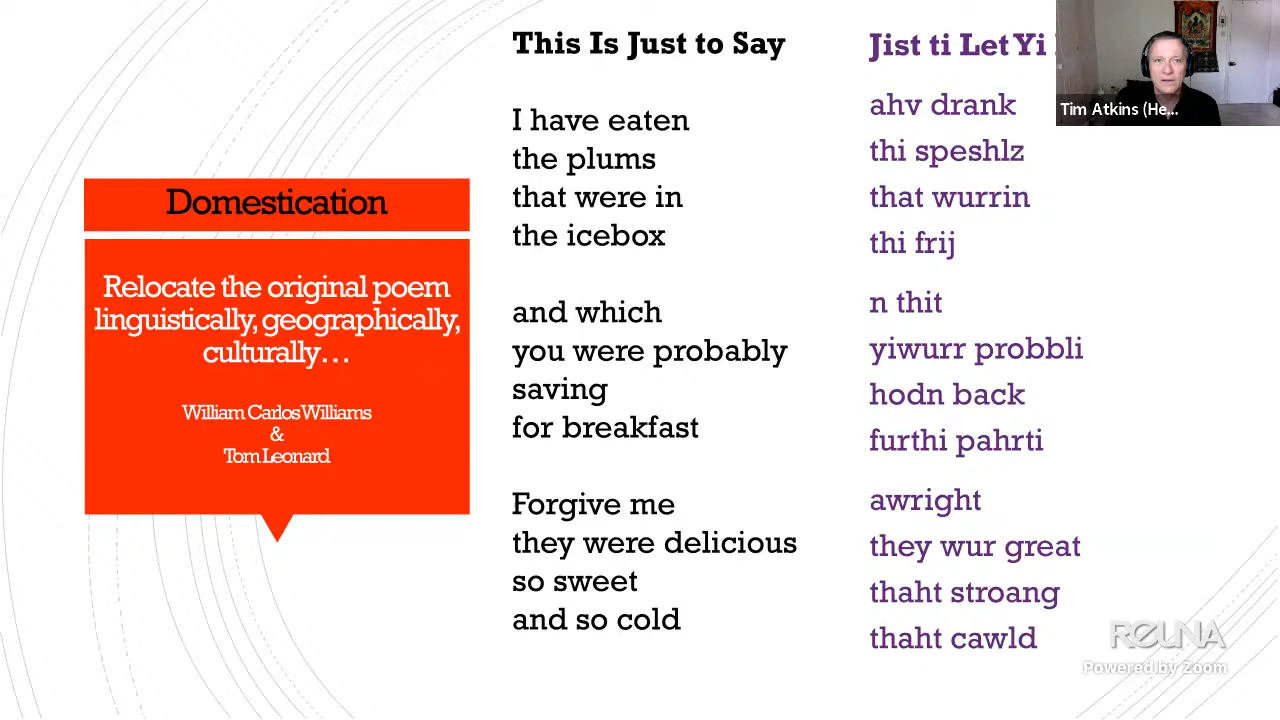 Domestication
Relocate the original poem
linguistically, geographically,
culturally…
William Carlos Williams
&
Tom Leonard
This Is Just to Say
I have eaten
the plums
that were in
the icebox
and which
you were probably
saving
for breakfast
Forgive me
they were delicious
so sweet
and so cold
Jist ti Let Yi
ahv drank
thi speshlz
that wurrin
thi frij
n thit
yiwurr probbli
hodn back
furthi pahrti
awright
they wur great
thaht stroang
thaht cawld
Tim Atkins (He...
REUNA
Powered by Zoom